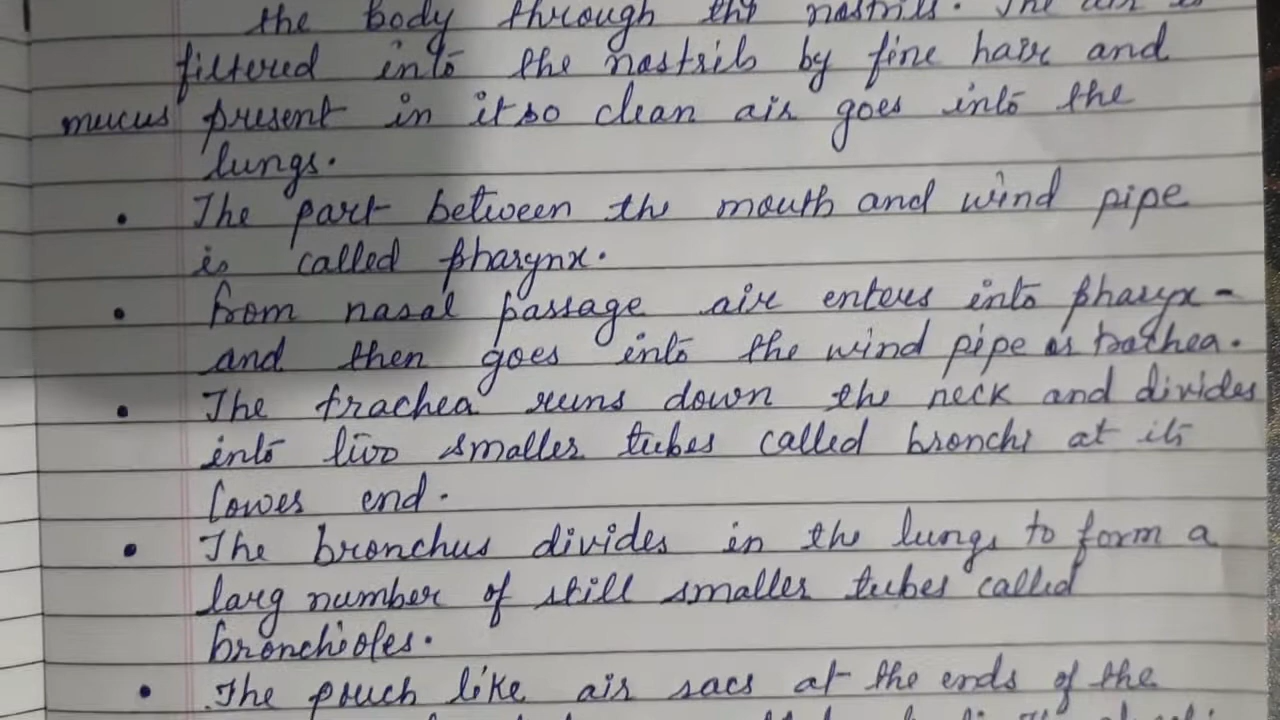 the body through the nostrils. The air is
filtered into the nostrils by fine hair and
mucus present in it so clean air goes into the
lungs.
• The part between the mouth and wind pipe
is called pharynx.
• from nasal passage air enters into pharyx -
and then goes into the wind pipe or trachea.
• The trachea runs down the neck and divides
into two smaller tubes called bronchi at its
lower end.
• The bronchus divides in the lungs to form a
larg number of still smaller tubes called
bronchioles.
• The pouch like air sacs at the ends of the